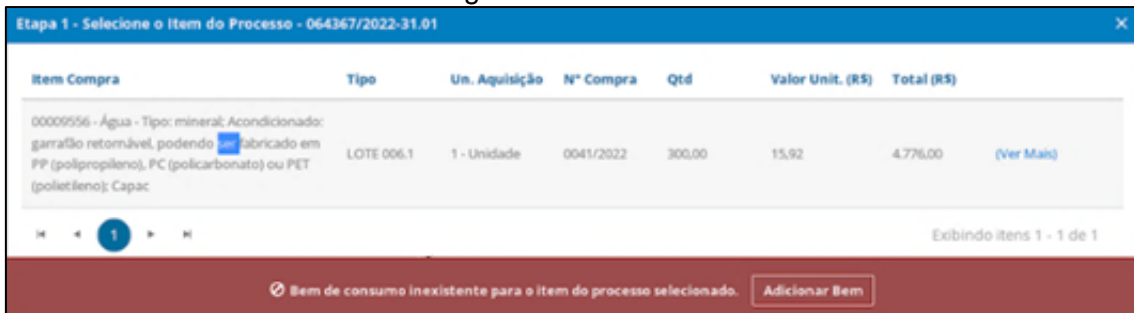 Etapa 1 - Selecione o Item do Processo - 064367/2022-31.01
Item Compra Tipo Un. Aquisição N° Compra Qtd Valor Unit. (R$) Total (R$)
00009556 - Água - Tipo: mineral; Acondicionado:
garrafão retornável, podendo ser fabricado em
PP (polipropileno), PC (policarbonato) ou PET
(polietileno); Capac
LOTE 006.1 1 - Unidade 0041/2022 300,00 15,92 4.776,00 (Ver Mais)
1
Exibindo itens 1 - 1 de 1
Bem de consumo inexistente para o item do processo selecionado. Adicionar Bem